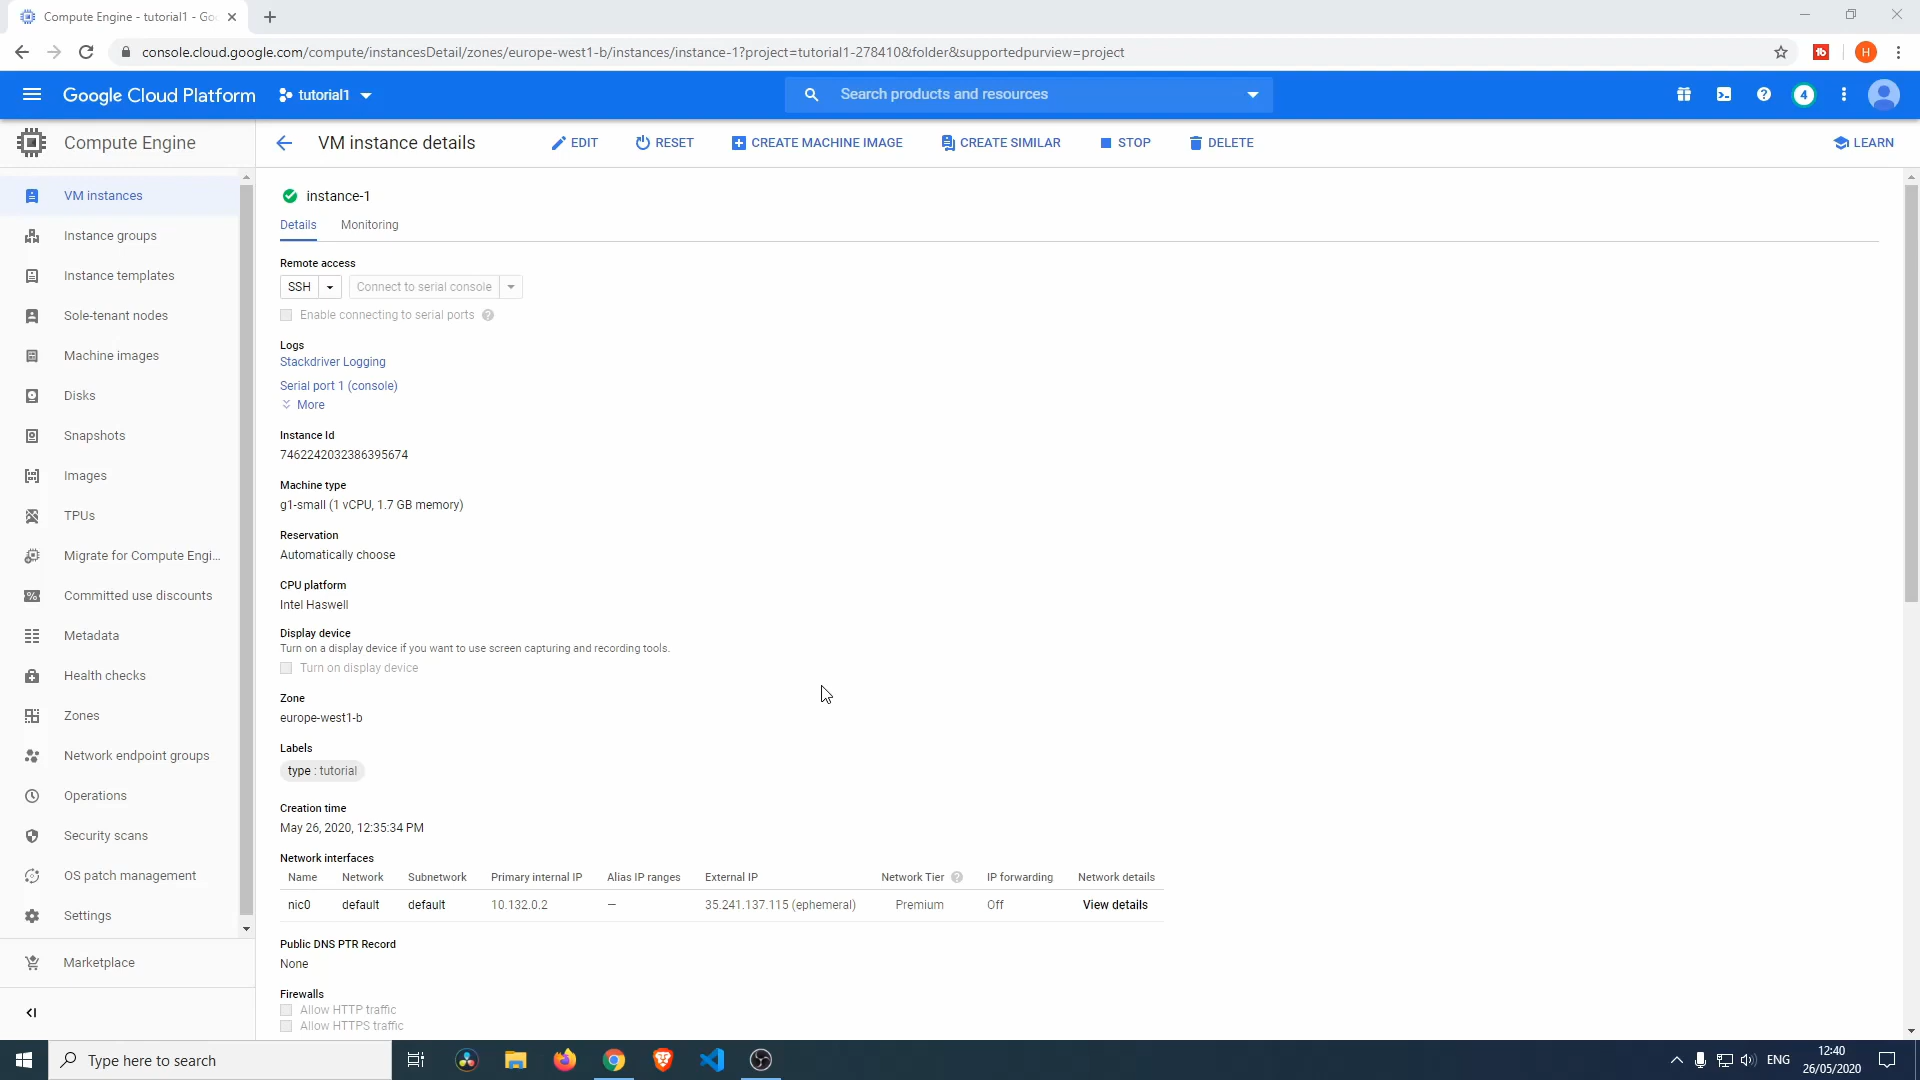 Compute Engine - tutorial1 - Go
console.cloud.google.com/compute/instancesDetail/zones/europe-west1-b/instances/instance-1?project=tutorial1-278410&folder&supportedpurview=project
H
Google Cloud Platform
tutorial1
Search products and resources
4
Compute Engine
VM instance details
EDIT
RESET
CREATE MACHINE IMAGE
CREATE SIMILAR
STOP
DELETE
LEARN
VM instances
Instance groups
Instance templates
Sole-tenant nodes
Machine images
Disks
Snapshots
Images
TPUs
Migrate for Compute Engi...
Committed use discounts
Metadata
Health checks
Zones
Network endpoint groups
Operations
Security scans
OS patch management
Settings
Marketplace
instance-1
Details Monitoring
Remote access
SSH Connect to serial console
Enable connecting to serial ports
Logs
Stackdriver Logging
Serial port 1 (console)
More
Instance Id
7462242032386395674
Machine type
g1-small (1 vCPU, 1.7 GB memory)
Reservation
Automatically choose
CPU platform
Intel Haswell
Display device
Turn on a display device if you want to use screen capturing and recording tools.
Turn on display device
Zone
europe-west1-b
Labels
type : tutorial
Creation time
May 26, 2020, 12:35:34 PM
Network interfaces
Name Network Subnetwork Primary internal IP Alias IP ranges External IP Network Tier IP forwarding Network details
nic0 default default 10.132.0.2 — 35.241.137.115 (ephemeral) Premium Off View details
Public DNS PTR Record
None
Firewalls
Allow HTTP traffic
Allow HTTPS traffic
Type here to search
ENG
12:40
26/05/2020